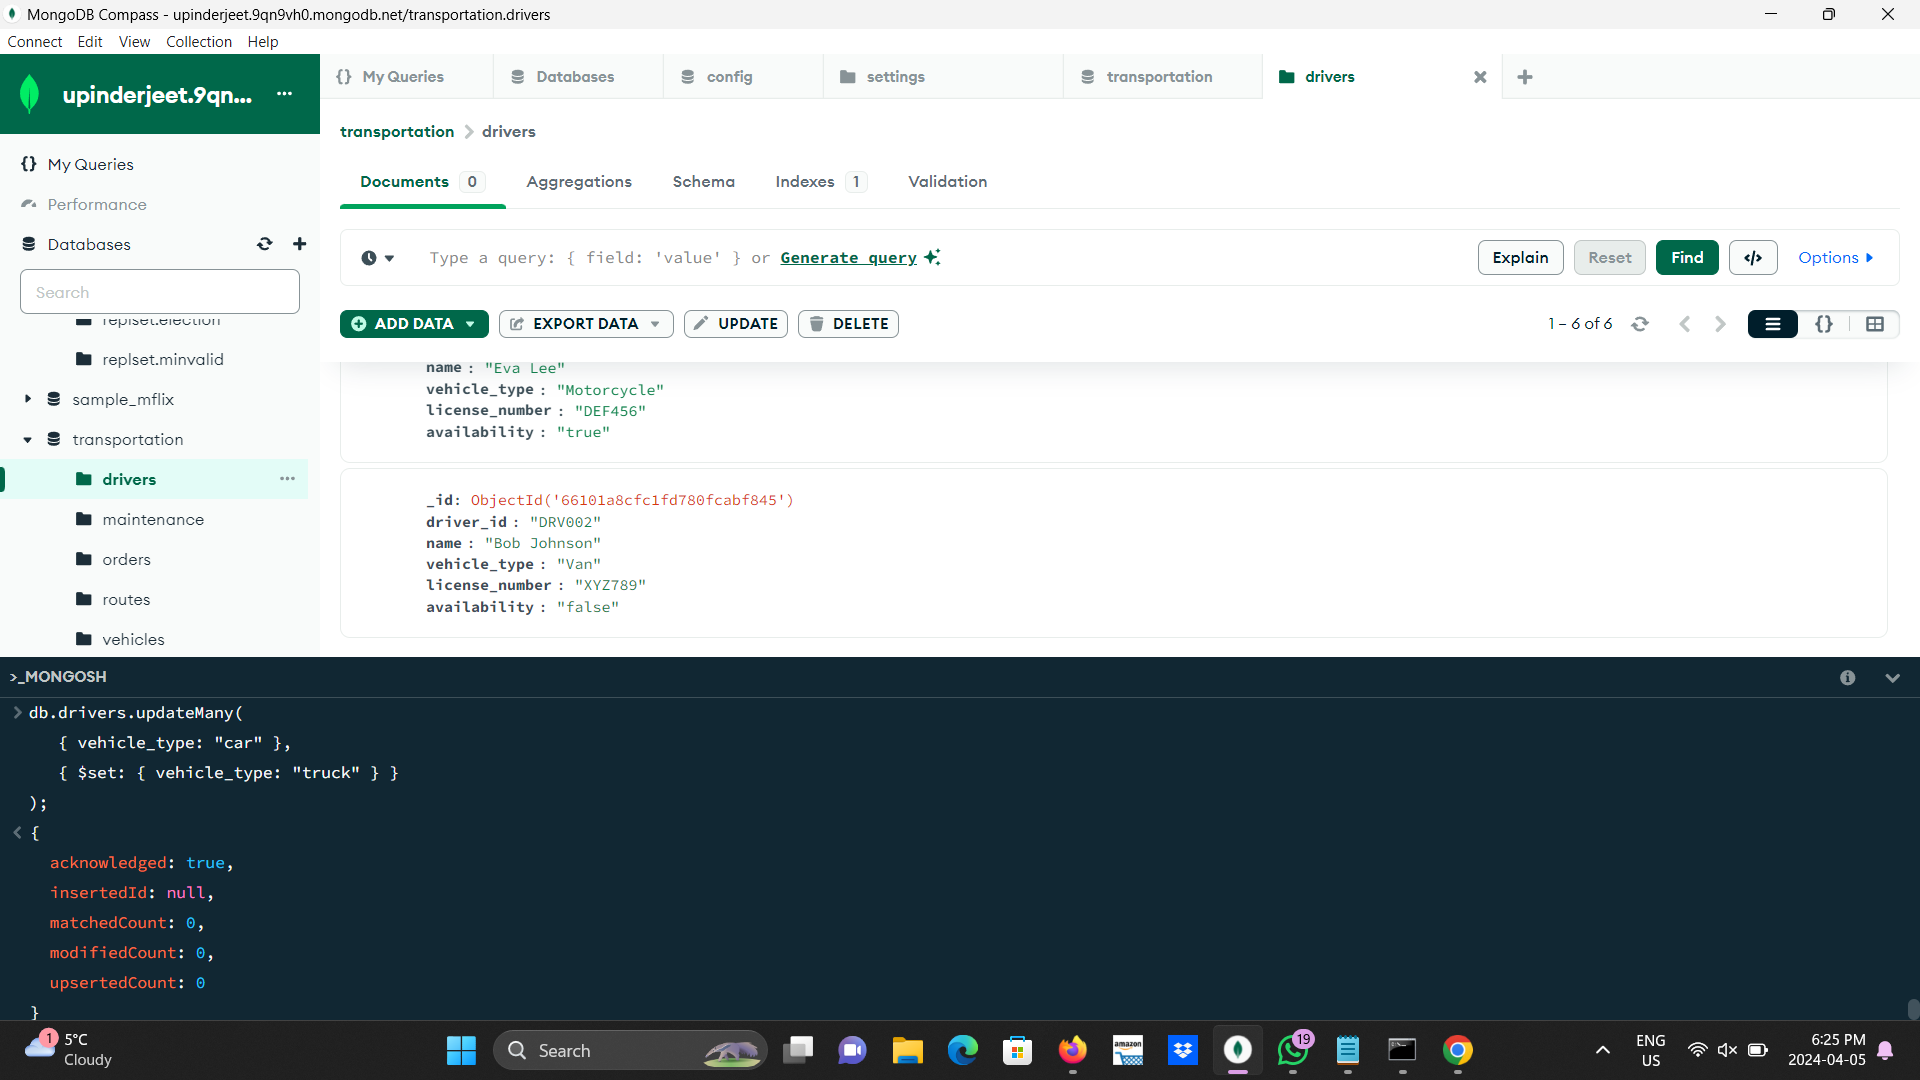 MongoDB Compass - upinderjeet.9qn9vh0.mongodb.net/transportation.drivers
Connect Edit View Collection Help
upinderjeet.9qn... ...
{} My Queries
Databases
config
settings
transportation
drivers
transportation > drivers
My Queries
Performance
Databases
Search
replset.election
replset.minvalid
sample_mflix
transportation
drivers ...
maintenance
orders
routes
vehicles
Documents 0 Aggregations Schema Indexes 1 Validation
Type a query: { field: 'value' } or Generate query
Explain Reset Find </> Options
ADD DATA EXPORT DATA UPDATE DELETE
1 – 6 of 6 {}
name : "Eva Lee"
vehicle_type : "Motorcycle"
license_number : "DEF456"
availability : "true"
_id: ObjectId('66101a8cfc1fd780fcabf845')
driver_id : "DRV002"
name : "Bob Johnson"
vehicle_type : "Van"
license_number : "XYZ789"
availability : "false"
>_MONGOSH
> db.drivers.updateMany(
{ vehicle_type: "car" },
{ $set: { vehicle_type: "truck" } }
);
< {
acknowledged: true,
insertedId: null,
matchedCount: 0,
modifiedCount: 0,
upsertedCount: 0
}
1 5°C
Cloudy
Search
amazon
19
ENG
US
6:25 PM
2024-04-05